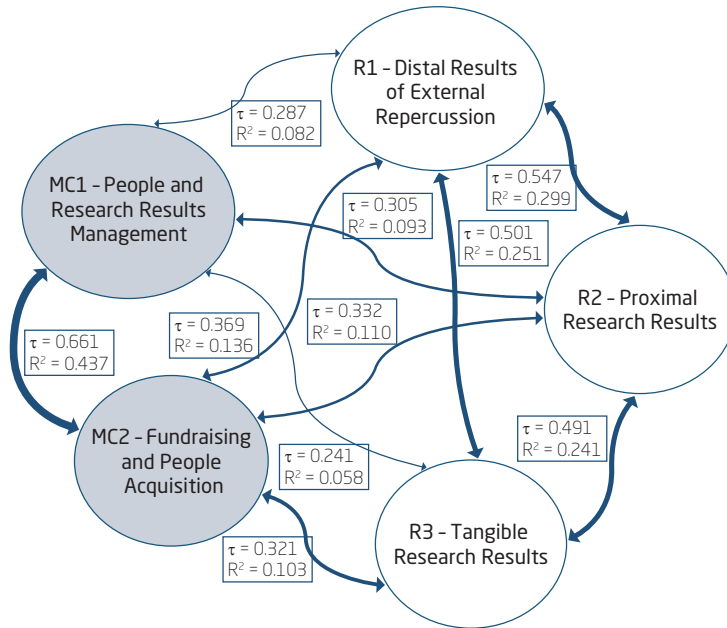 R1 – Distal Results
of External
Repercussion
τ = 0.287
R² = 0.082
MC1 – People and
Research Results
Management
τ = 0.547
R² = 0.299
τ = 0.305
R² = 0.093
τ = 0.501
R² = 0.251
R2 – Proximal
Research Results
τ = 0.661
R² = 0.437
τ = 0.369
R² = 0.136
τ = 0.332
R² = 0.110
MC2 – Fundraising
and People
Acquisition
τ = 0.491
R² = 0.241
τ = 0.241
R² = 0.058
R3 – Tangible
Research Results
τ = 0.321
R² = 0.103